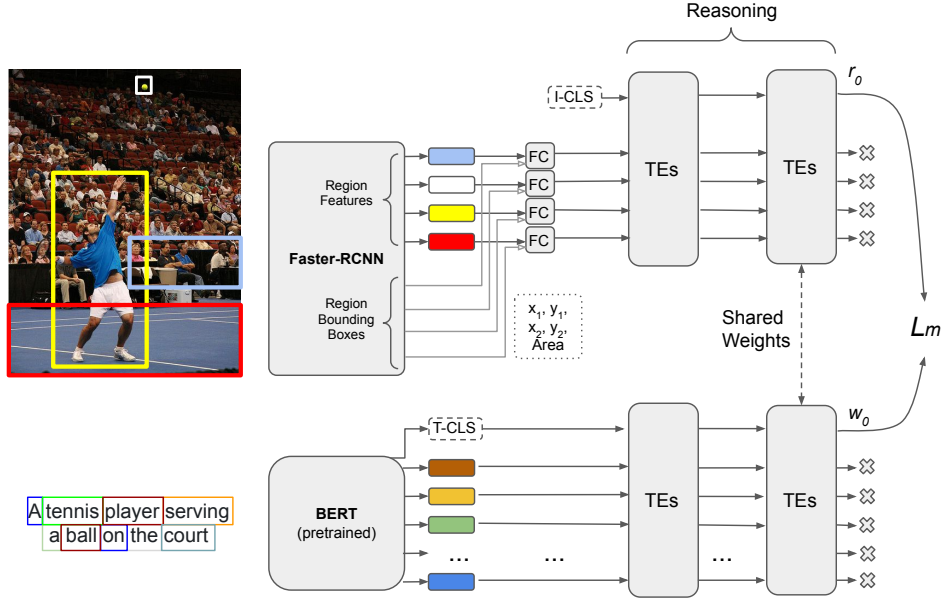 Reasoning
I-CLS
TEs
TEs
r₀
Region
Features
Faster-RCNN
Region
Bounding
Boxes
FC
FC
FC
FC
x₁, y₁,
x₂, y₂,
Area
Shared
Weights
Lm
BERT
(pretrained)
T-CLS
...
...
...
TEs
TEs
w₀
A tennis player serving
a ball on the court